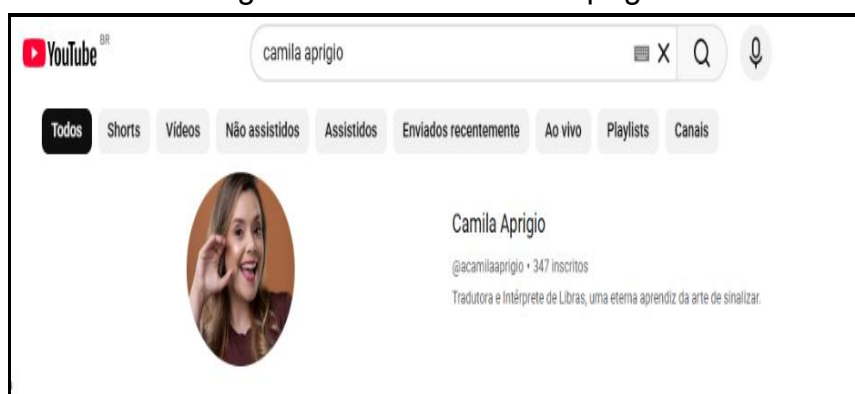 YouTube BR
camila aprigio
Todos Shorts Vídeos Não assistidos Assistidos Enviados recentemente Ao vivo Playlists Canais
Camila Aprigio
@acamilaaprigio • 347 inscritos
Tradutora e Intérprete de Libras, uma eterna aprendiz da arte de sinalizar.